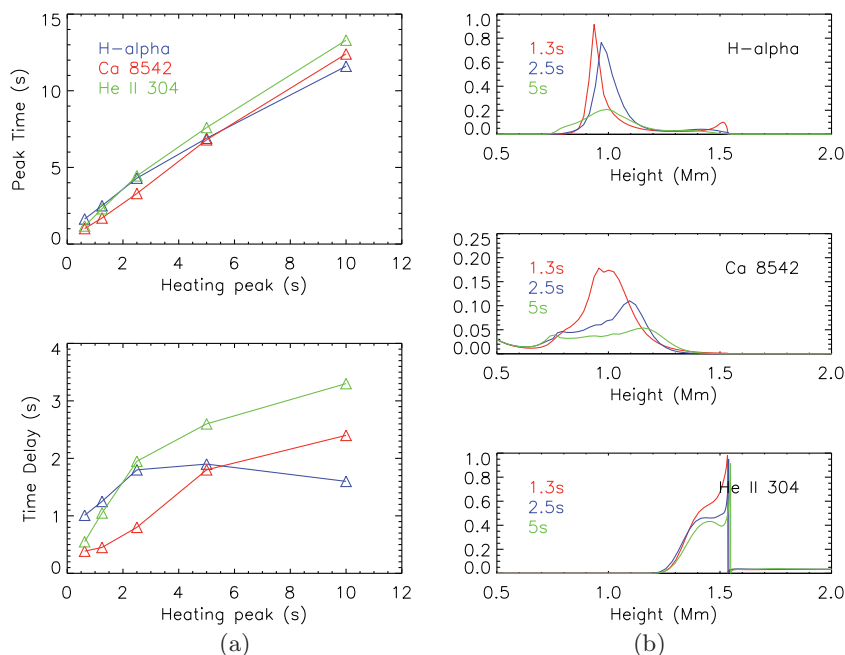 15
10
5
0
Peak Time (s)
H-alpha
Ca 8542
He II 304
0 2 4 6 8 10 12
Heating peak (s)
4
3
2
1
0
Time Delay (s)
0 2 4 6 8 10 12
Heating peak (s)
(a)
1.0
0.8
0.6
0.4
0.2
0.0
1.3s
2.5s
5s
H-alpha
0.5 1.0 1.5 2.0
Height (Mm)
0.25
0.20
0.15
0.10
0.05
0.00
1.3s
2.5s
5s
Ca 8542
0.5 1.0 1.5 2.0
Height (Mm)
1.0
0.8
0.6
0.4
0.2
0.0
1.3s
2.5s
5s
He II 304
0.5 1.0 1.5 2.0
Height (Mm)
(b)